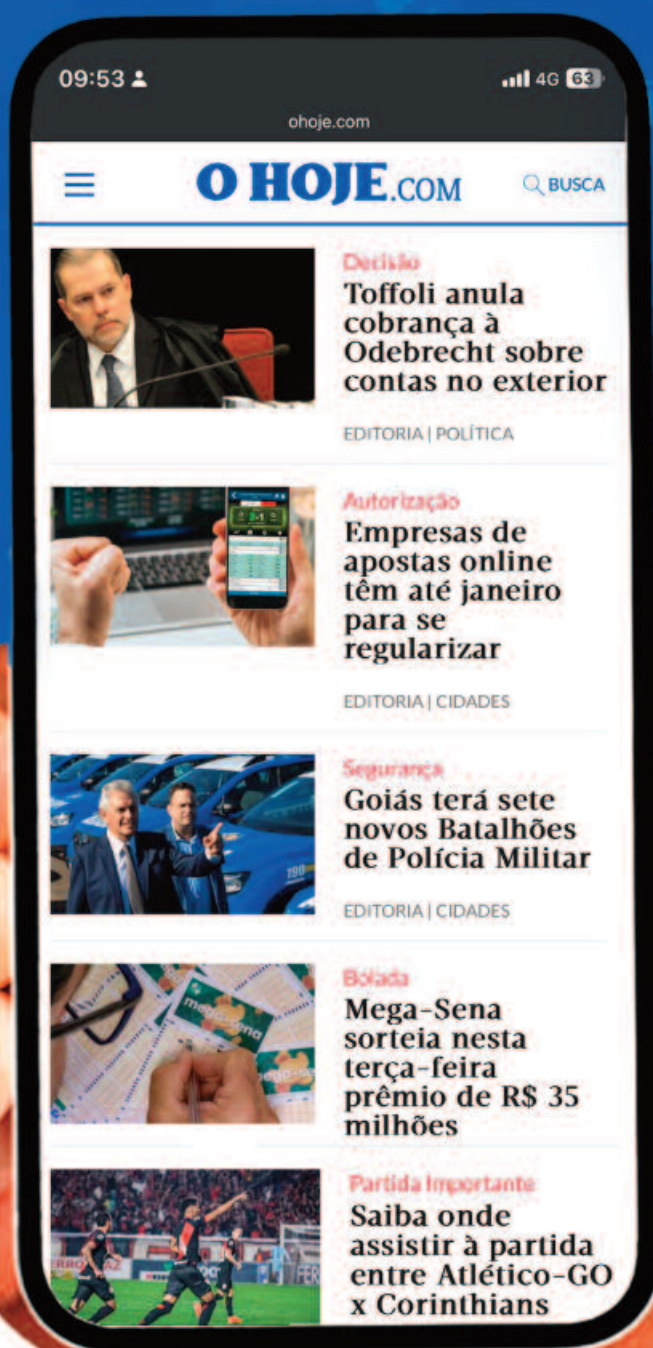 09:53
4G 63
ohoje.com
O HOJE.COM
BUSCA
Decisão
Toffoli anula
cobrança à
Odebrecht sobre
contas no exterior
EDITORIA | POLÍTICA
Autorização
Empresas de
apostas online
têm até janeiro
para se
regularizar
EDITORIA | CIDADES
Segurança
Goiás terá sete
novos Batalhões
de Polícia Militar
190
EDITORIA | CIDADES
Bolada
Mega-Sena
sorteia nesta
terça-feira
prêmio de R$ 35
milhões
mega-sena
Partida Importante
Saiba onde
assistir à partida
entre Atlético-GO
x Corinthians